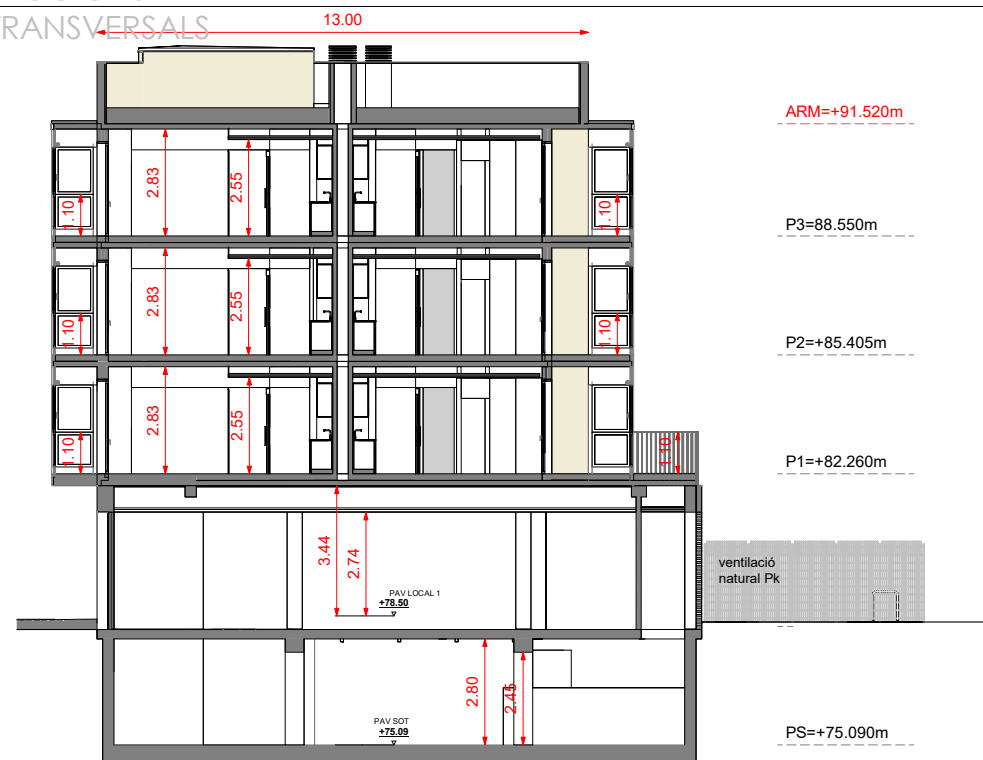 TRANSVERSALS
13.00
ARM=+91.520m
2.83
2.55
1.10
1.10
P3=88.550m
2.83
2.55
1.10
1.10
P2=+85.405m
2.83
2.55
1.10
1.10
P1=+82.260m
3.44
2.74
ventilació
natural Pk
PAV LOCAL 1
+78.50
2.80
2.45
PAV SOT
+75.09
PS=+75.090m